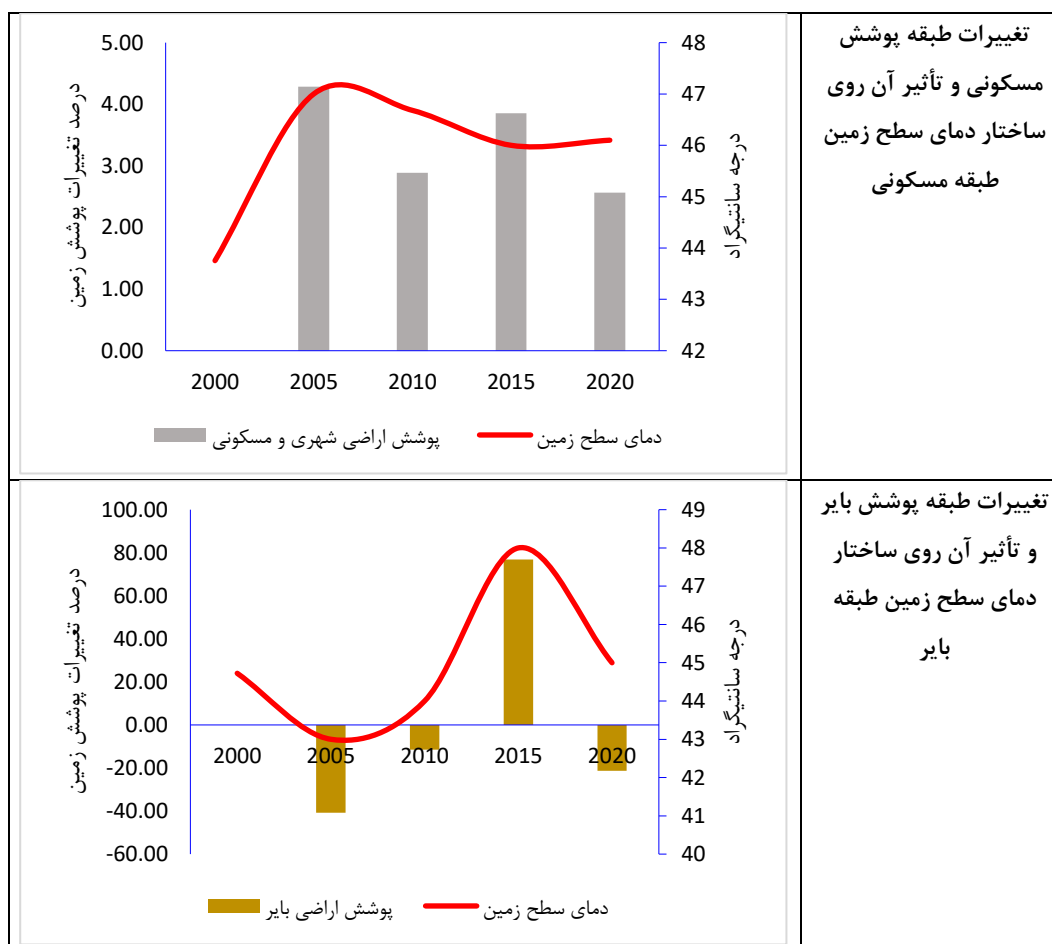 تغییرات طبقه پوشش
مسکونی و تأثیر آن روی
ساختار دمای سطح زمین
طبقه مسکونی
درصد تغییرات پوشش زمین
5.00
4.00
3.00
2.00
1.00
0.00
درجه سانتیگراد
48
47
46
45
44
43
42
2000 2005 2010 2015 2020
پوشش اراضی شهری و مسکونی دمای سطح زمین
تغییرات طبقه پوشش بایر
و تأثیر آن روی ساختار
دمای سطح زمین طبقه
بایر
درصد تغییرات پوشش زمین
100.00
80.00
60.00
40.00
20.00
0.00
-20.00
-40.00
-60.00
درجه سانتیگراد
49
48
47
46
45
44
43
42
41
40
2000 2005 2010 2015 2020
پوشش اراضی بایر دمای سطح زمین